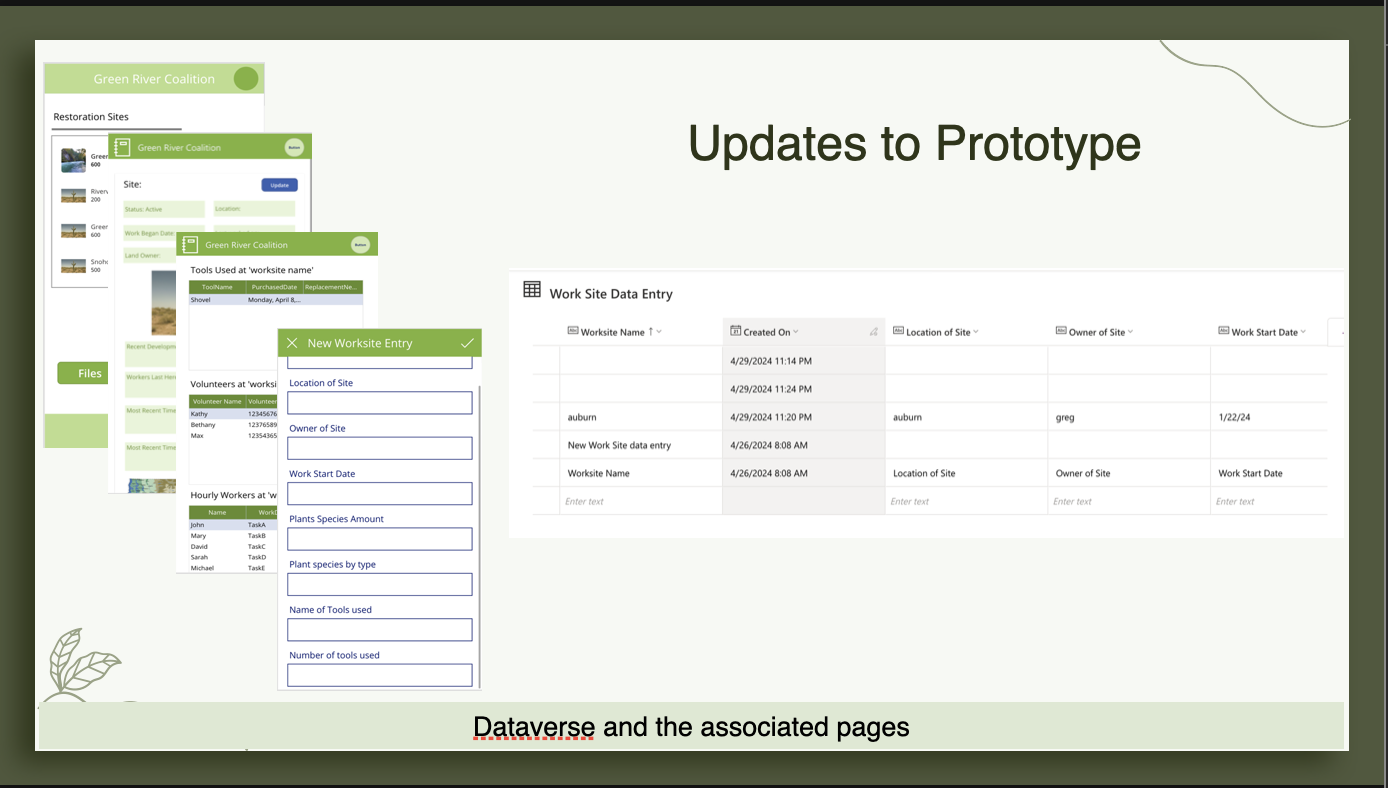 Updates to Prototype
Green River Coalition
Restoration Sites
Green
600
River
200
Green
600
Snoho
500
Files
Green River Coalition
Button
Site:
Update
Status: Active
Location:
Work Began Date:
Land Owner:
Recent Developm
Workers Last Here
Most Recent Time
Most Recent Time
Green River Coalition
Button
Tools Used at 'worksite name'
ToolName PurchasedDate ReplacementNe...
Shovel Monday, April 8,...
Volunteers at 'worksi
Volunteer Name Volunteer
Kathy 12345676
Bethany 12376589
Max 12354365
Hourly Workers at 'w
Name WorkD
John TaskA
Mary TaskB
David TaskC
Sarah TaskD
Michael TaskE
New Worksite Entry
Location of Site
Owner of Site
Work Start Date
Plants Species Amount
Plant species by type
Name of Tools used
Number of tools used
Work Site Data Entry
Abc Worksite Name ↑ Created On Abc Location of Site Abc Owner of Site Abc Work Start Date
4/29/2024 11:14 PM
4/29/2024 11:24 PM
auburn 4/29/2024 11:20 PM auburn greg 1/22/24
New Work Site data entry 4/26/2024 8:08 AM
Worksite Name 4/26/2024 8:08 AM Location of Site Owner of Site Work Start Date
Enter text Enter text Enter text Enter text
Dataverse and the associated pages